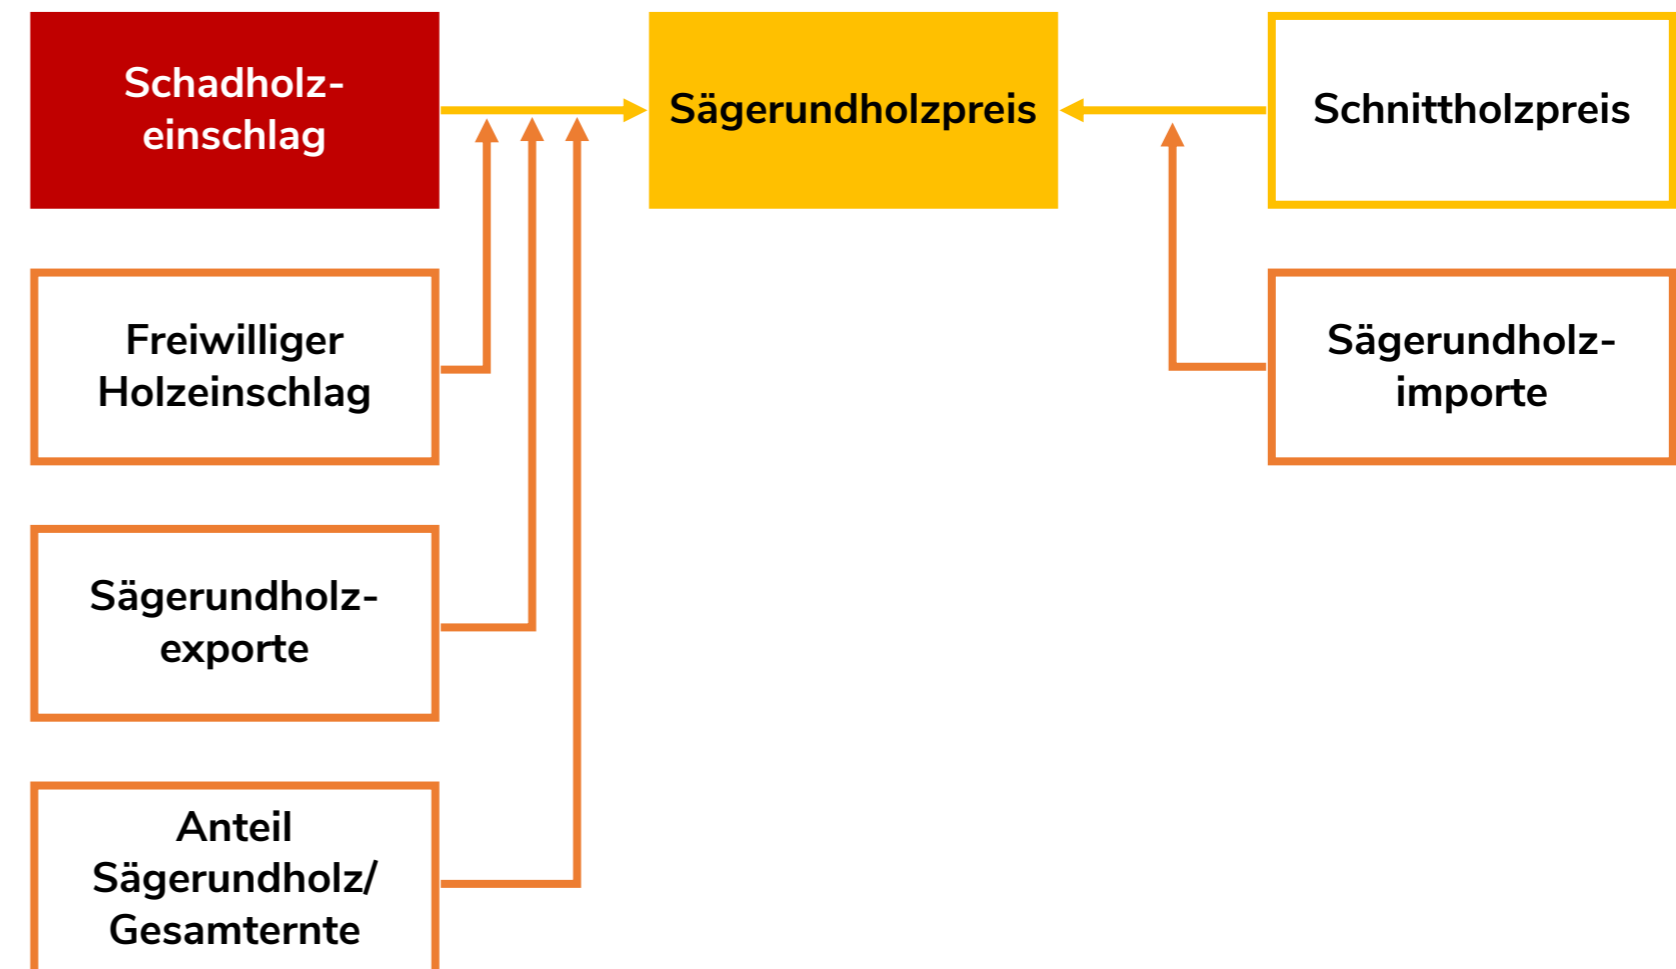 Schadholz-
einschlag
Sägerundholzpreis
Schnittholzpreis
Freiwilliger
Holzeinschlag
Sägerundholz-
importe
Sägerundholz-
exporte
Anteil
Sägerundholz/
Gesamternte